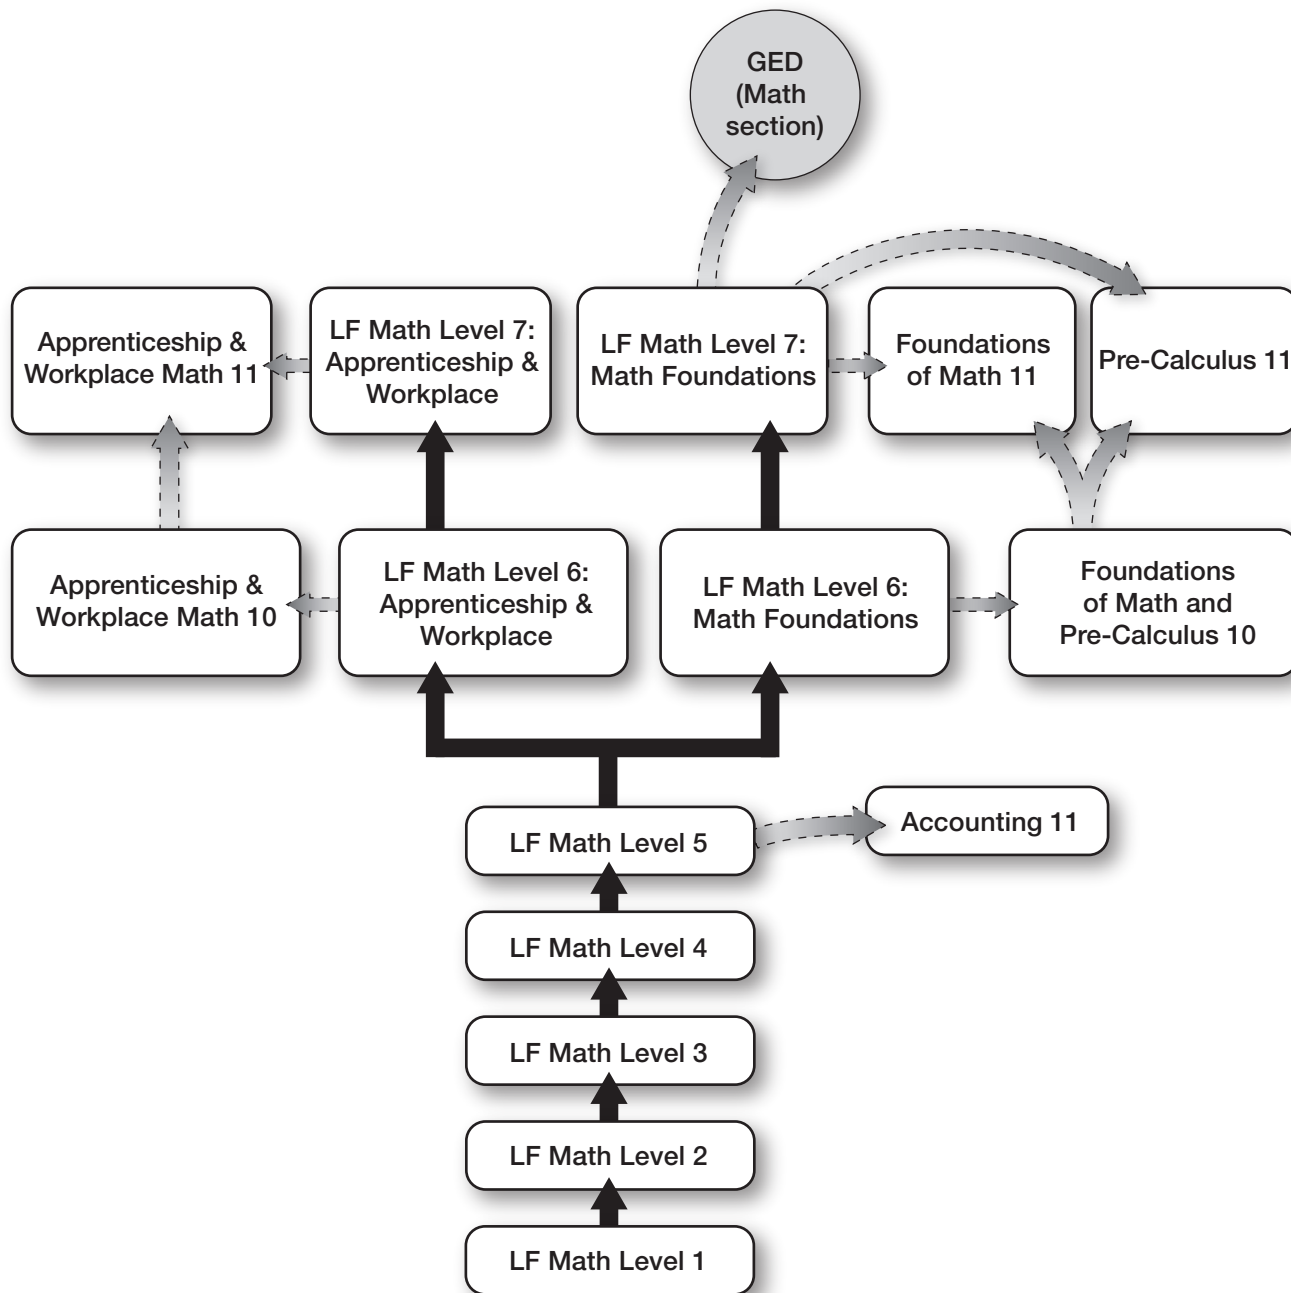 GED
(Math
section)
Apprenticeship &
Workplace Math 11
LF Math Level 7:
Apprenticeship &
Workplace
LF Math Level 7:
Math Foundations
Foundations
of Math 11
Pre-Calculus 11
Apprenticeship &
Workplace Math 10
LF Math Level 6:
Apprenticeship &
Workplace
LF Math Level 6:
Math Foundations
Foundations
of Math and
Pre-Calculus 10
LF Math Level 5
Accounting 11
LF Math Level 4
LF Math Level 3
LF Math Level 2
LF Math Level 1